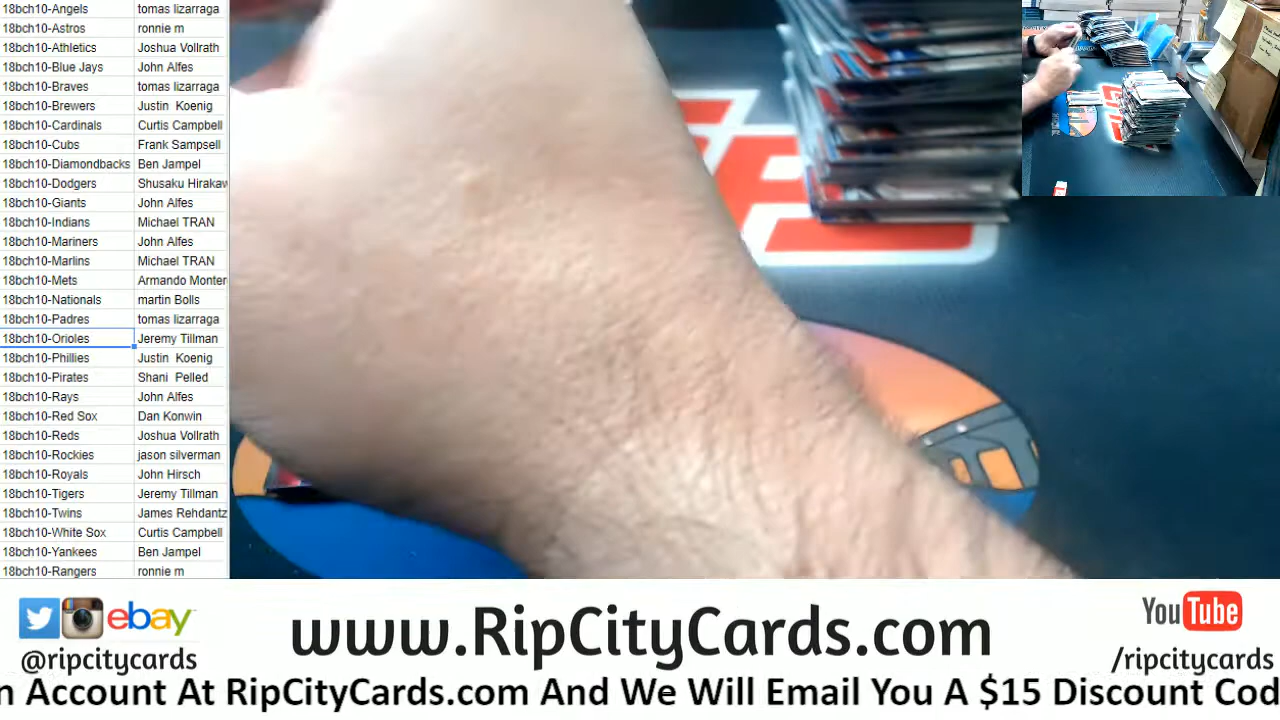 18bch10-Angels tomas lizarraga
18bch10-Astros ronnie m
18bch10-Athletics Joshua Vollrath
18bch10-Blue Jays John Alfes
18bch10-Braves tomas lizarraga
18bch10-Brewers Justin Koenig
18bch10-Cardinals Curtis Campbell
18bch10-Cubs Frank Sampsell
18bch10-Diamondbacks Ben Jampel
18bch10-Dodgers Shusaku Hirakaw
18bch10-Giants John Alfes
18bch10-Indians Michael TRAN
18bch10-Mariners John Alfes
18bch10-Marlins Michael TRAN
18bch10-Mets Armando Monter
18bch10-Nationals martin Bolls
18bch10-Padres tomas lizarraga
18bch10-Orioles Jeremy Tillman
18bch10-Phillies Justin Koenig
18bch10-Pirates Shani Pelled
18bch10-Rays John Alfes
18bch10-Red Sox Dan Konwin
18bch10-Reds Joshua Vollrath
18bch10-Rockies jason silverman
18bch10-Royals John Hirsch
18bch10-Tigers Jeremy Tillman
18bch10-Twins James Rehdantz
18bch10-White Sox Curtis Campbell
18bch10-Yankees Ben Jampel
18bch10-Rangers ronnie m
ebay
@ripcitycards
www.RipCityCards.com
YouTube
/ripcitycards
n Account At RipCityCards.com And We Will Email You A $15 Discount Cod